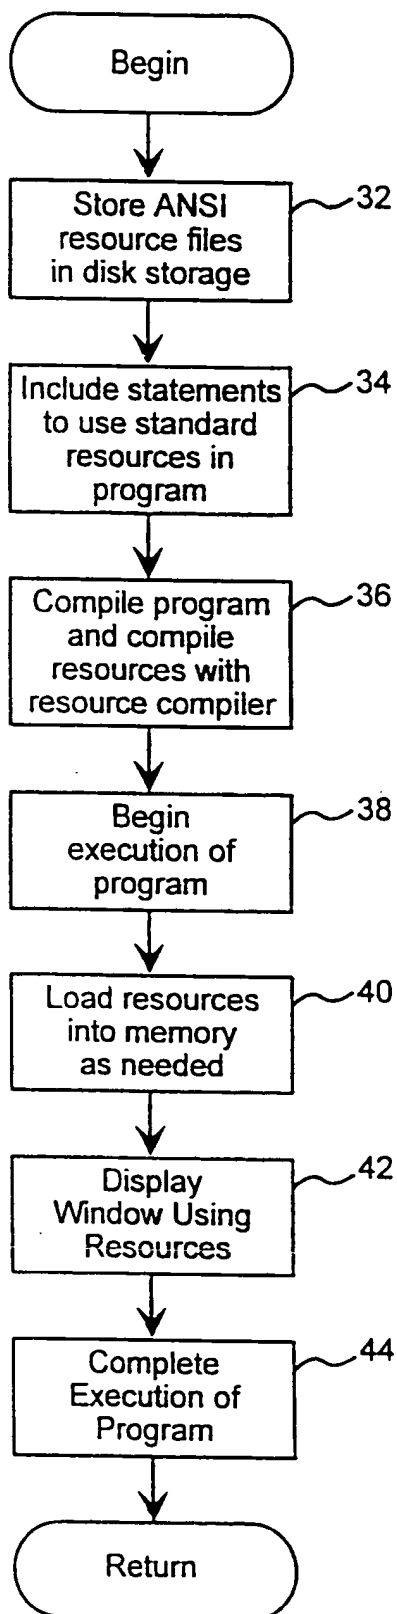 Begin
Store ANSI
resource files
in disk storage
32
Include statements
to use standard
resources in
program
34
Compile program
and compile
resources with
resource compiler
36
Begin
execution of
program
38
Load resources
into memory
as needed
40
Display
Window Using
Resources
42
Complete
Execution of
Program
44
Return